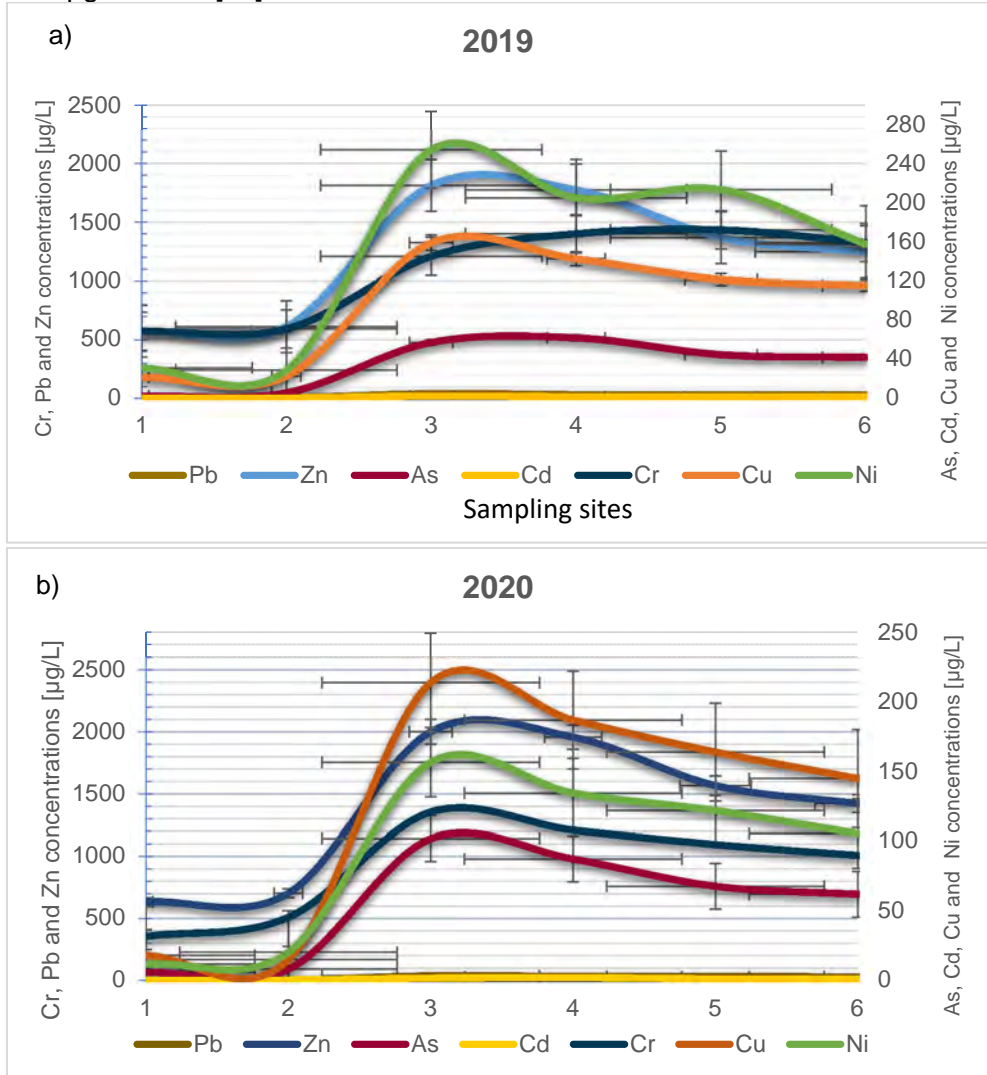 a)
2019
Cr, Pb and Zn concentrations [µg/L]
2500
2000
1500
1000
500
0
280
240
200
160
120
80
40
0
As, Cd, Cu and Ni concentrations [µg/L]
1 2 3 4 5 6
Pb Zn As Cd Cr Cu Ni
Sampling sites
b)
2020
Cr, Pb and Zn concentrations [µg/L]
2500
2000
1500
1000
500
0
250
200
150
100
50
0
As, Cd, Cu and Ni concentrations [µg/L]
1 2 3 4 5 6
Pb Zn As Cd Cr Cu Ni